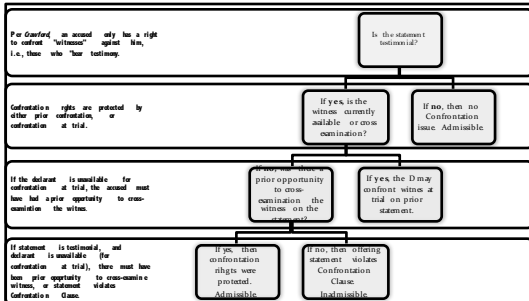 Per Crawford, an accused only has a right
to confront "witnesses" against him,
i.e., those who "bear testimony.
Is the statement
testimonial?
Confrontation rights are protected by
either prior confrontation, or
confrontation at trial.
If yes, is the
witness currently
available or cross
examination?
If no, then no
Confrontation
issue. Admissible.
If the declarant is unavailable for
confrontation at trial, the accused must
have had a prior opportunity to cross-
examintion the witness.
If no, was there a
prior opportunity
to cross-
examination the
witness on the
statement?
If yes, the D may
confront witnes at
trial on prior
statement.
If statement is testimonial, and
declarant is unavailable (for
confrontation at trial), there must have
been prior opportunity to cross-examine
witness, or statement violates
Confrontation Clause.
If yes, then
confrontation
rihgts were
protected.
Admissible.
If no, then offering
statement violates
Confrontation
Clause.
Inadmissible.